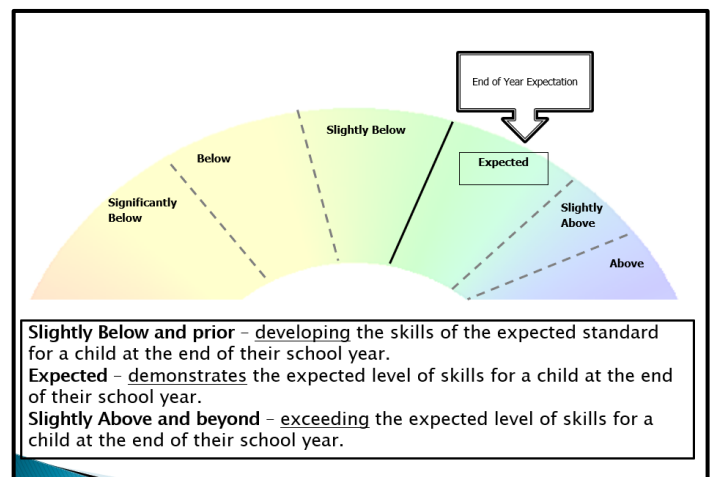 End of Year Expectation
Slightly Below
Below
Expected
Significantly
Below
Slightly
Above
Above
Slightly Below and prior – developing the skills of the expected standard
for a child at the end of their school year.
Expected – demonstrates the expected level of skills for a child at the end
of their school year.
Slightly Above and beyond – exceeding the expected level of skills for a
child at the end of their school year.